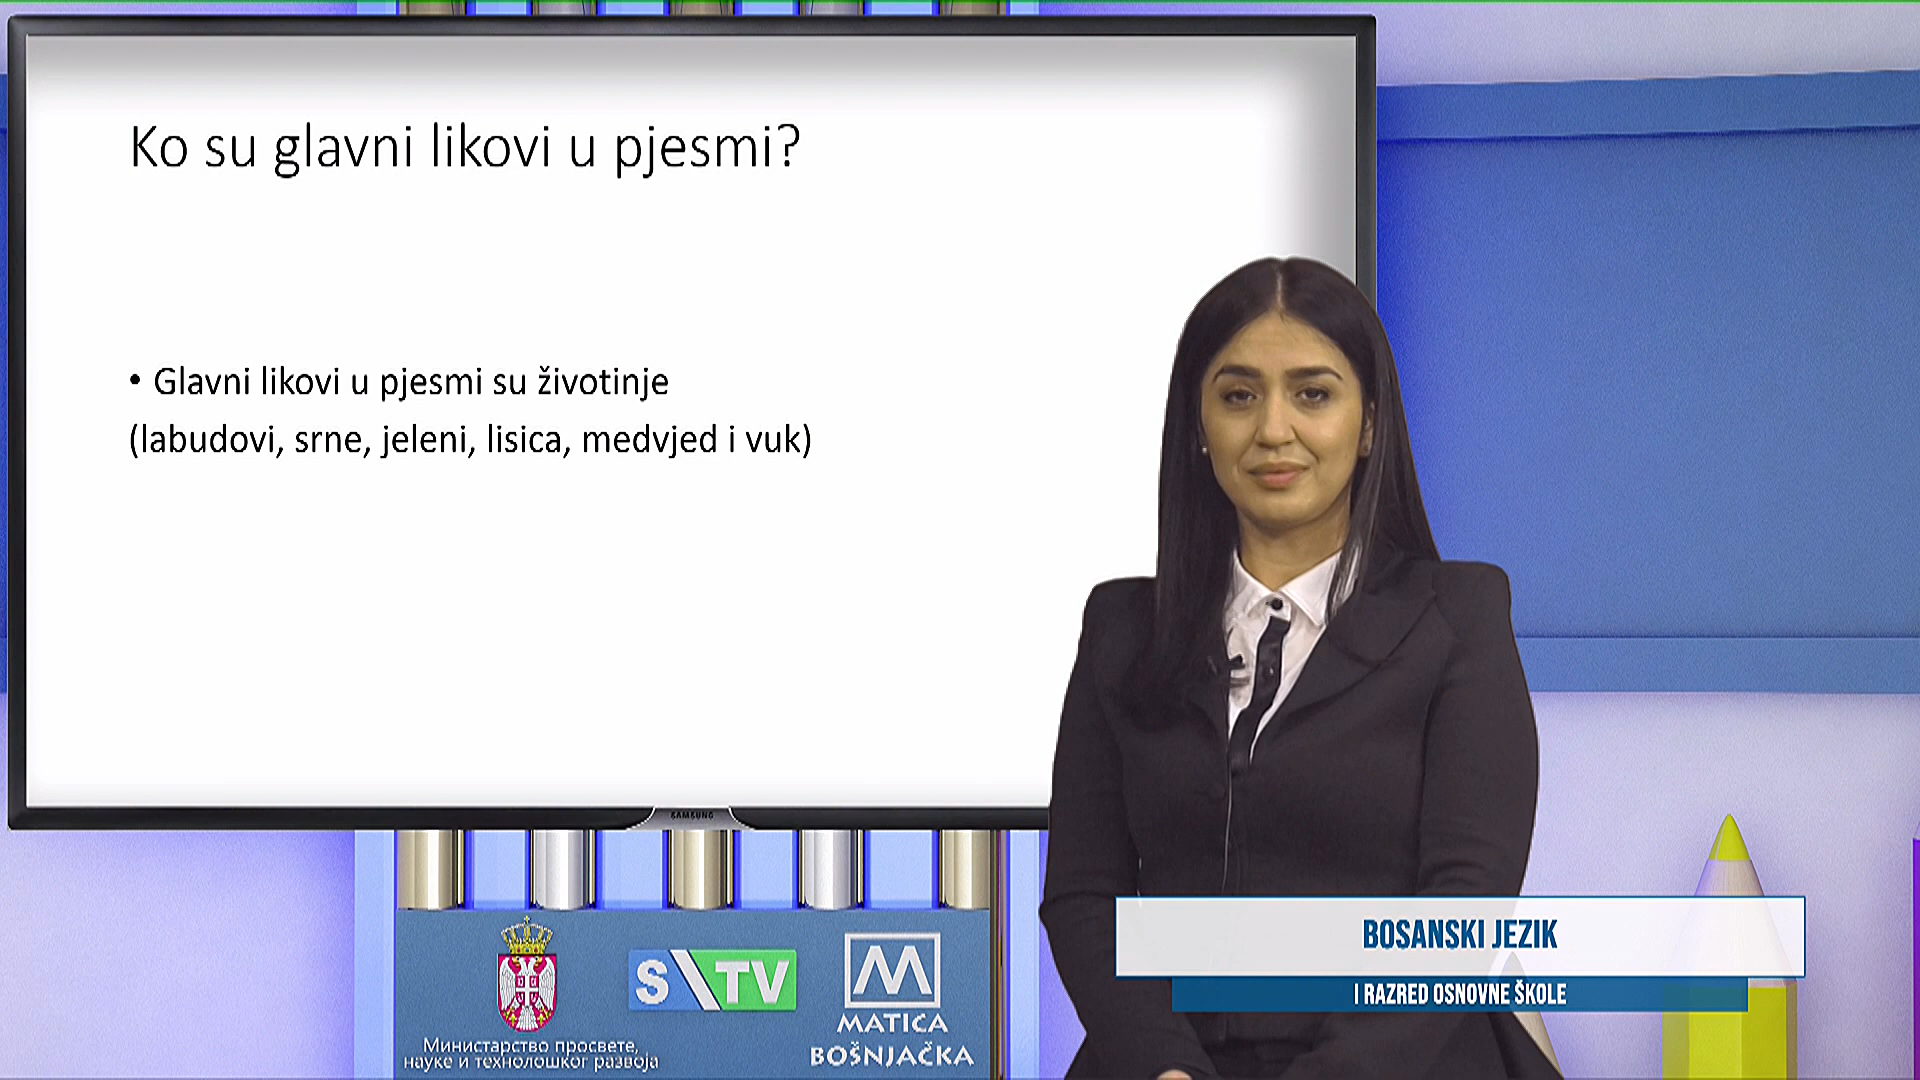 Ko su glavni likovi u pjesmi?
• Glavni likovi u pjesmi su životinje
(labudovi, srne, jeleni, lisica, medvjed i vuk)
SAMSUNG
Министарство просвете,
науке и технолошког развоја
S TV
MATICA
BOŠNJAČKA
BOSANSKI JEZIK
I RAZRED OSNOVNE ŠKOLE